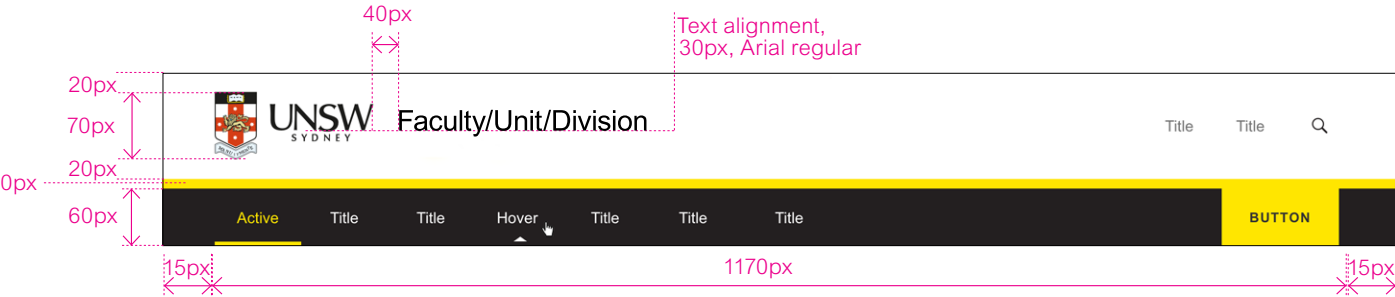 40px
Text alignment,
30px, Arial regular
20px
70px
UNSW
SYDNEY
Faculty/Unit/Division
Title Title
20px
0px
60px
Active Title Title Hover Title Title Title BUTTON
15px 1170px 15px